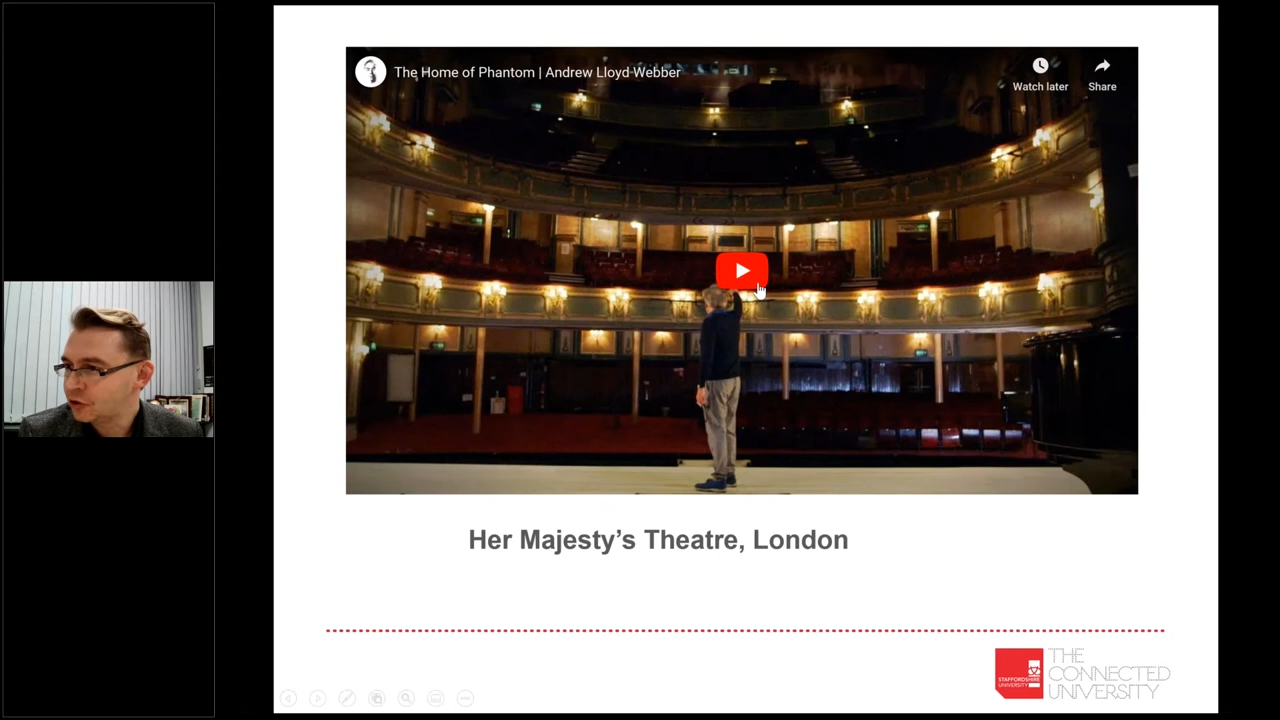 The Home of Phantom | Andrew Lloyd Webber
Watch later
Share
Her Majesty's Theatre, London
STAFFORDSHIRE
UNIVERSITY
THE
CONNECTED
UNIVERSITY